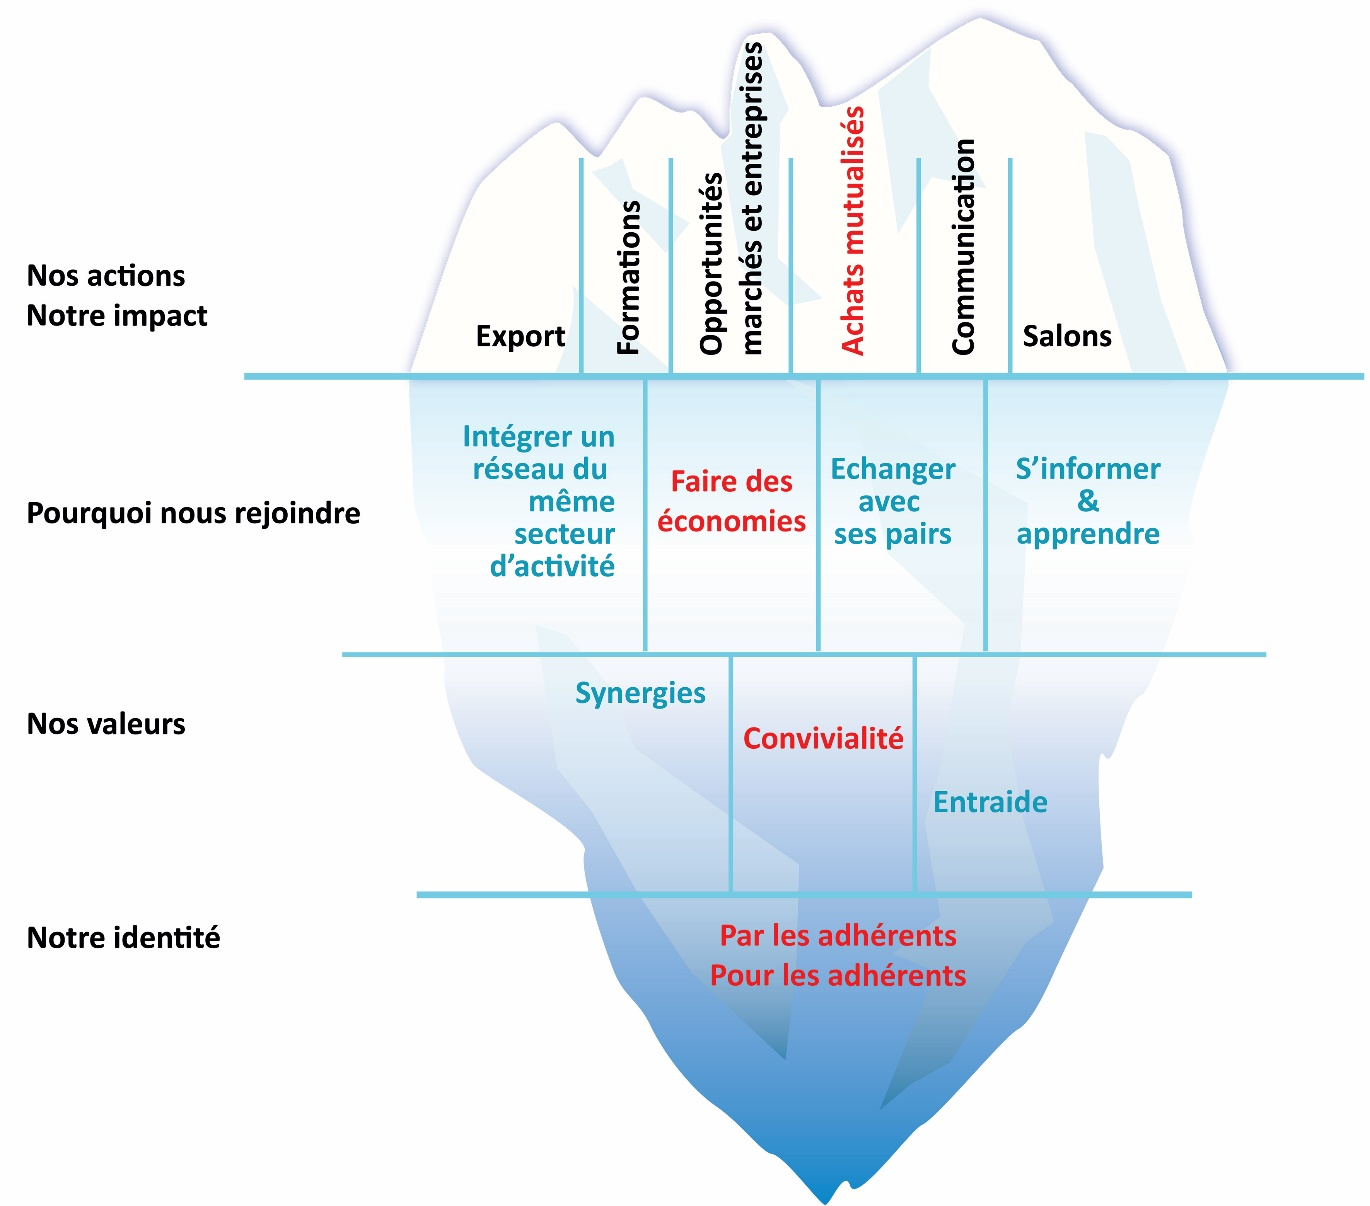 Nos actions
Notre impact
Export
Formations
Opportunités
marchés et entreprises
Achats mutualisés
Communication
Salons
Pourquoi nous rejoindre
Intégrer un
réseau du
même
secteur
d’activité
Faire des
économies
Echanger
avec
ses pairs
S’informer
&
apprendre
Nos valeurs
Synergies
Convivialité
Entraide
Notre identité
Par les adhérents
Pour les adhérents